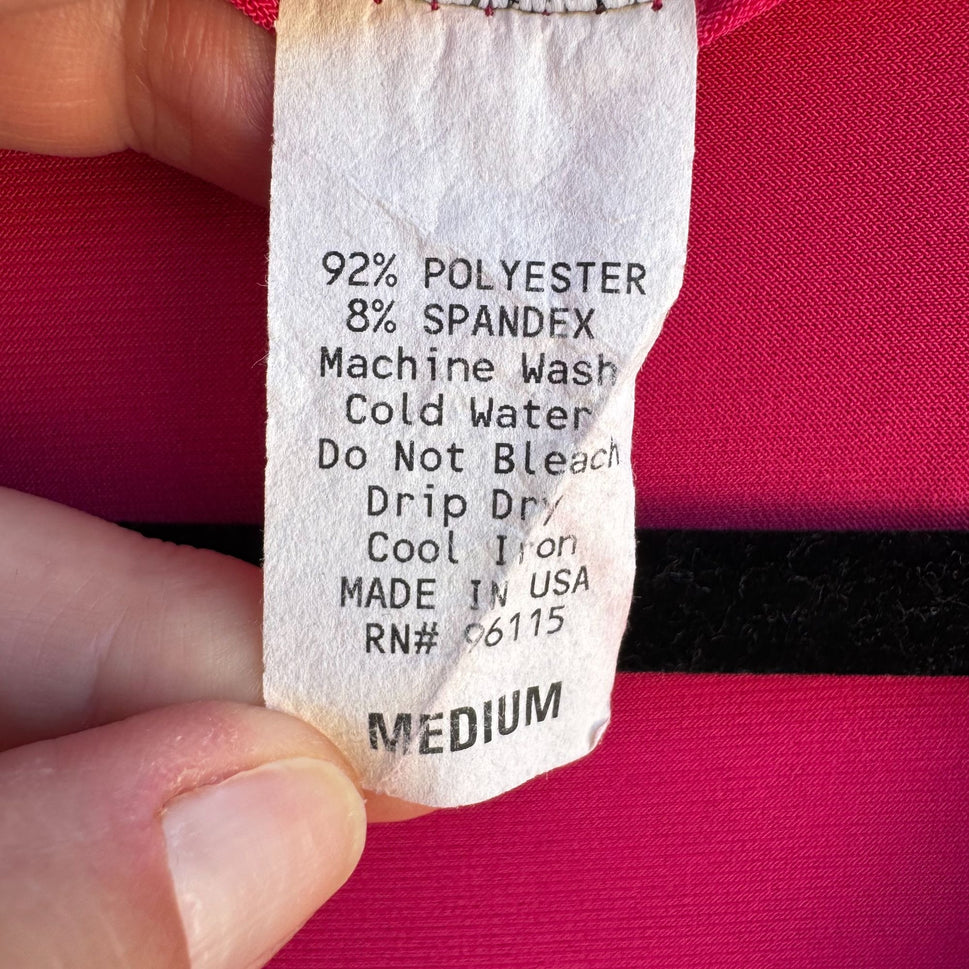 92% POLYESTER
8% SPANDEX
Machine Wash
Cold Water
Do Not Bleach
Drip Dry
Cool Iron
MADE IN USA
RN# 96115
MEDIUM